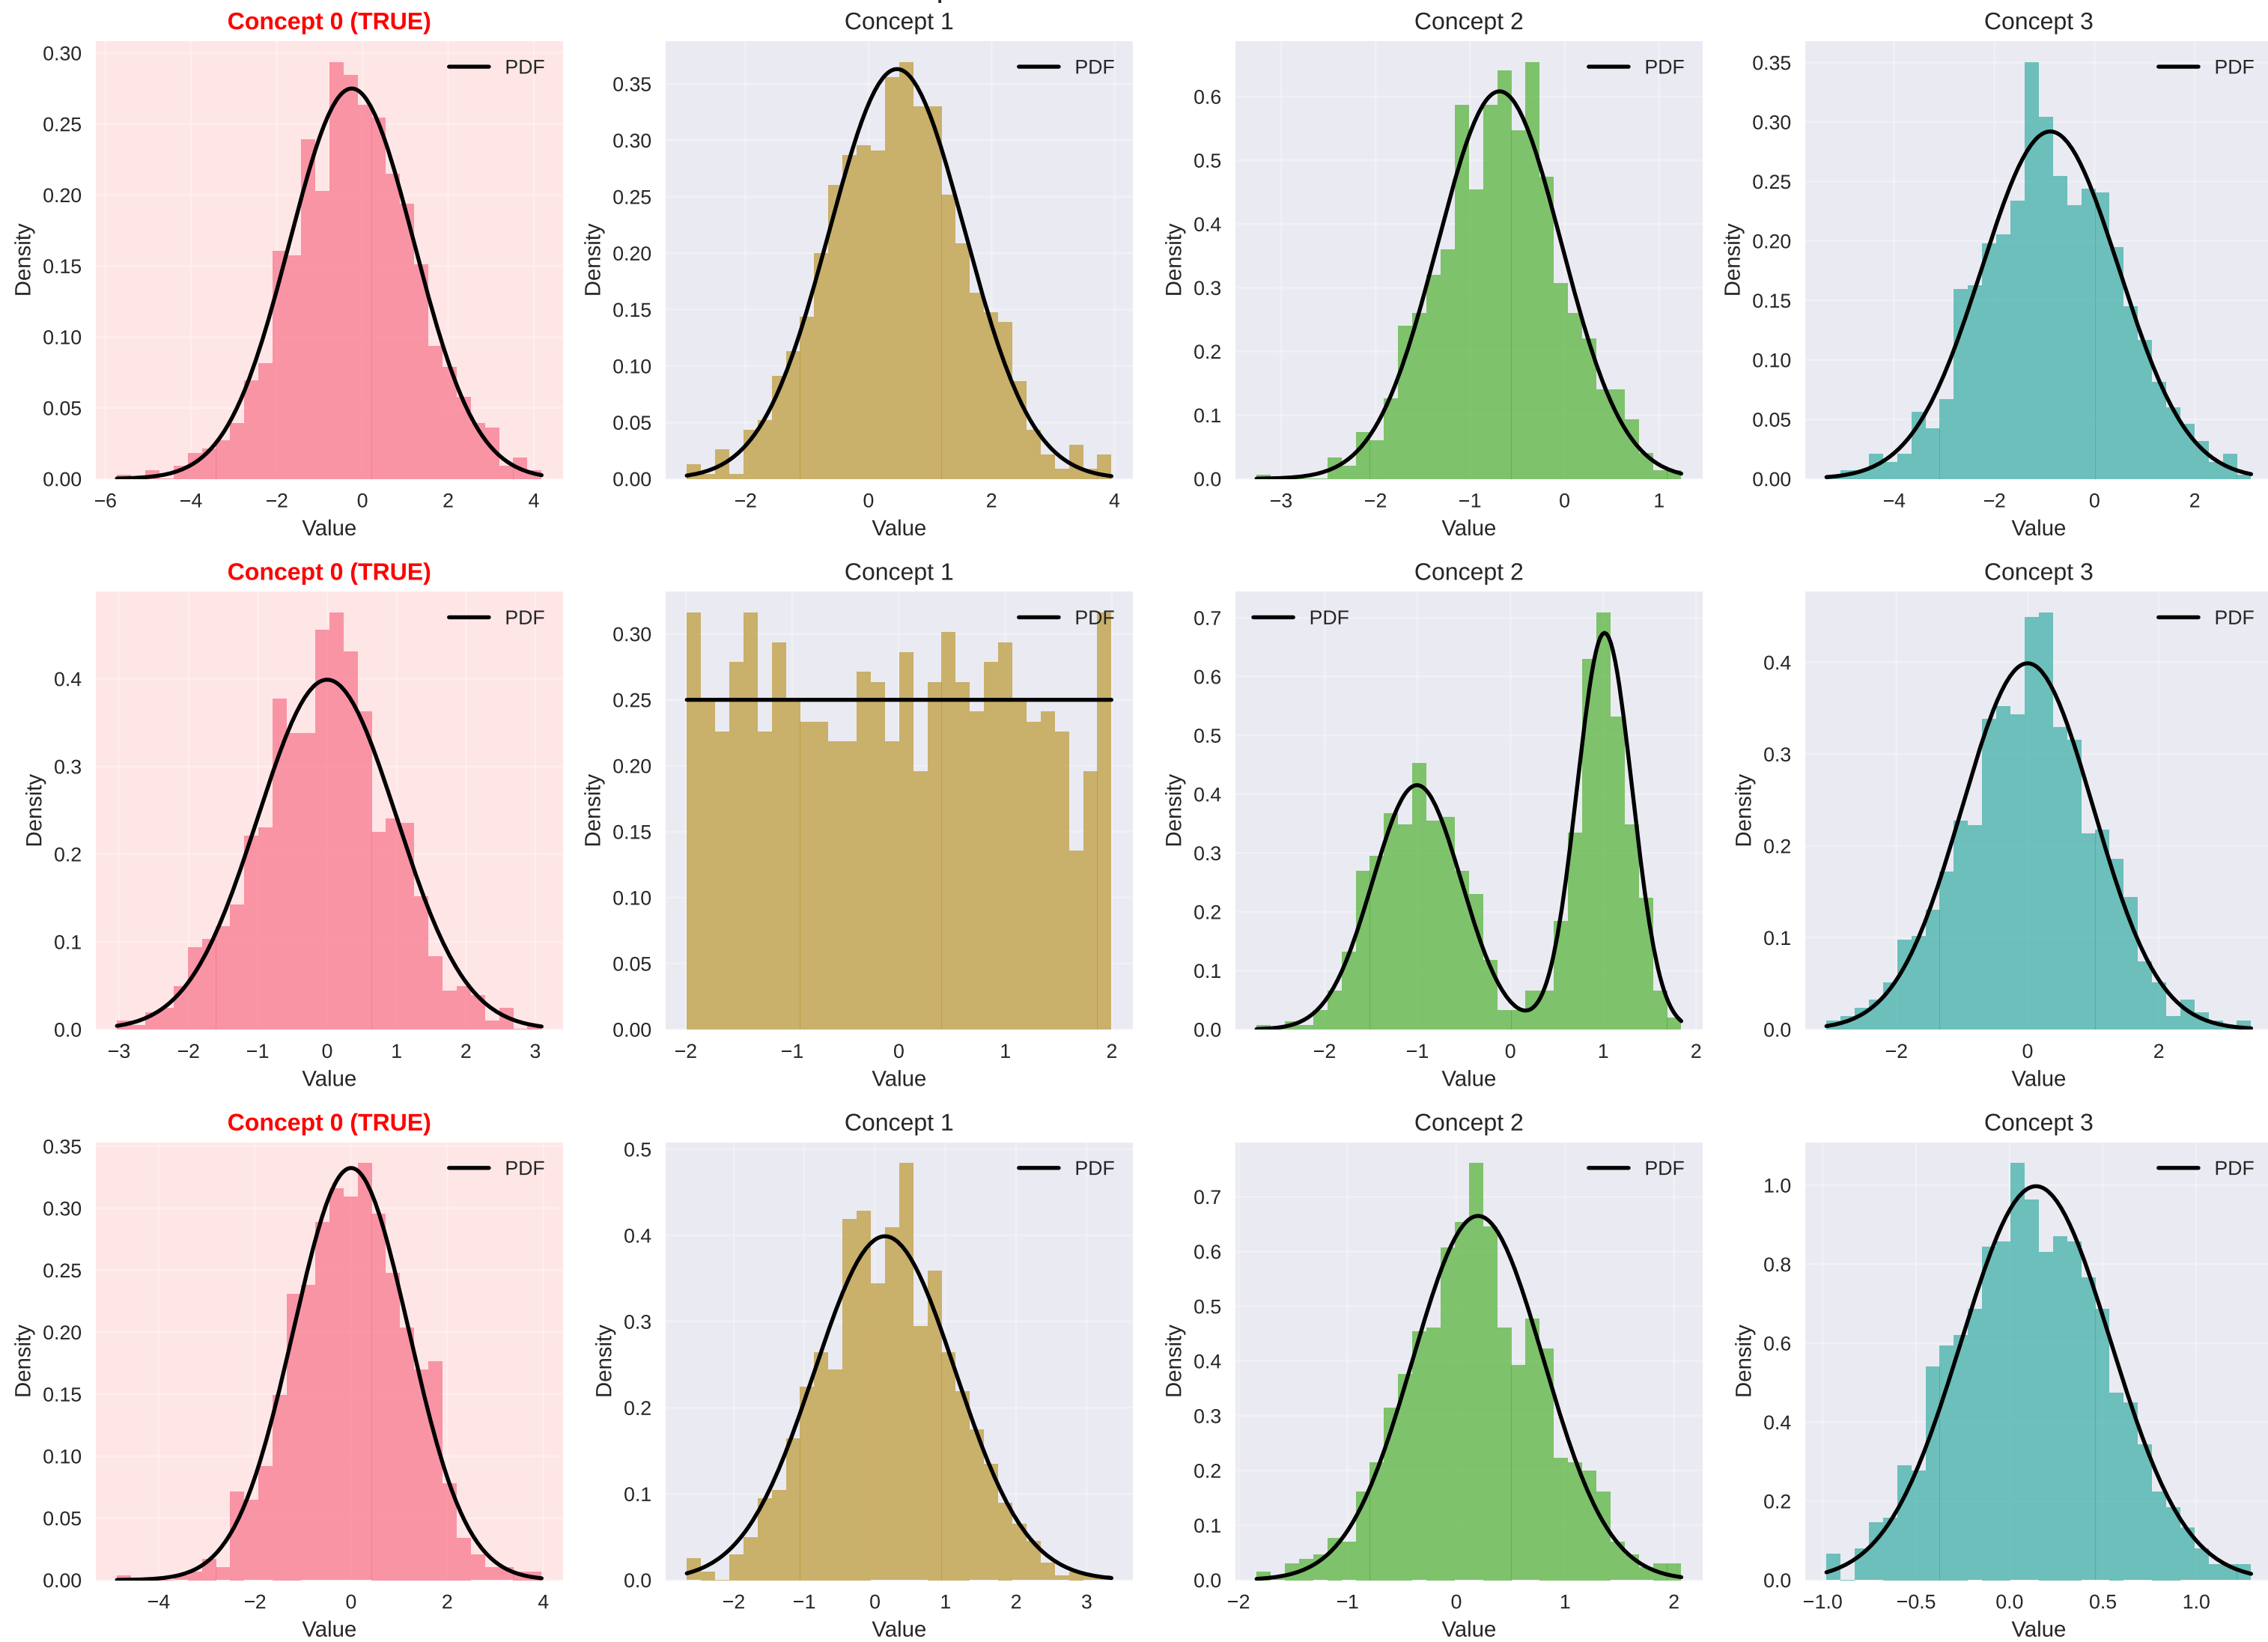 Concept 0 (TRUE)
PDF
0.30
0.25
0.20
0.15
0.10
0.05
0.00
−6 −4 −2 0 2 4
Density
Value
Concept 1
PDF
0.35
0.30
0.25
0.20
0.15
0.10
0.05
0.00
−2 0 2 4
Density
Value
Concept 2
PDF
0.6
0.5
0.4
0.3
0.2
0.1
0.0
−3 −2 −1 0 1
Density
Value
Concept 3
PDF
0.35
0.30
0.25
0.20
0.15
0.10
0.05
0.00
−4 −2 0 2
Density
Value
Concept 0 (TRUE)
PDF
0.4
0.3
0.2
0.1
0.0
−3 −2 −1 0 1 2 3
Density
Value
Concept 1
PDF
0.30
0.25
0.20
0.15
0.10
0.05
0.00
−2 −1 0 1 2
Density
Value
Concept 2
PDF
0.7
0.6
0.5
0.4
0.3
0.2
0.1
0.0
−2 −1 0 1 2
Density
Value
Concept 3
PDF
0.4
0.3
0.2
0.1
0.0
−2 0 2
Density
Value
Concept 0 (TRUE)
PDF
0.35
0.30
0.25
0.20
0.15
0.10
0.05
0.00
−4 −2 0 2 4
Density
Value
Concept 1
PDF
0.5
0.4
0.3
0.2
0.1
0.0
−2 −1 0 1 2 3
Density
Value
Concept 2
PDF
0.7
0.6
0.5
0.4
0.3
0.2
0.1
0.0
−2 −1 0 1 2
Density
Value
Concept 3
PDF
1.0
0.8
0.6
0.4
0.2
0.0
−1.0 −0.5 0.0 0.5 1.0
Density
Value